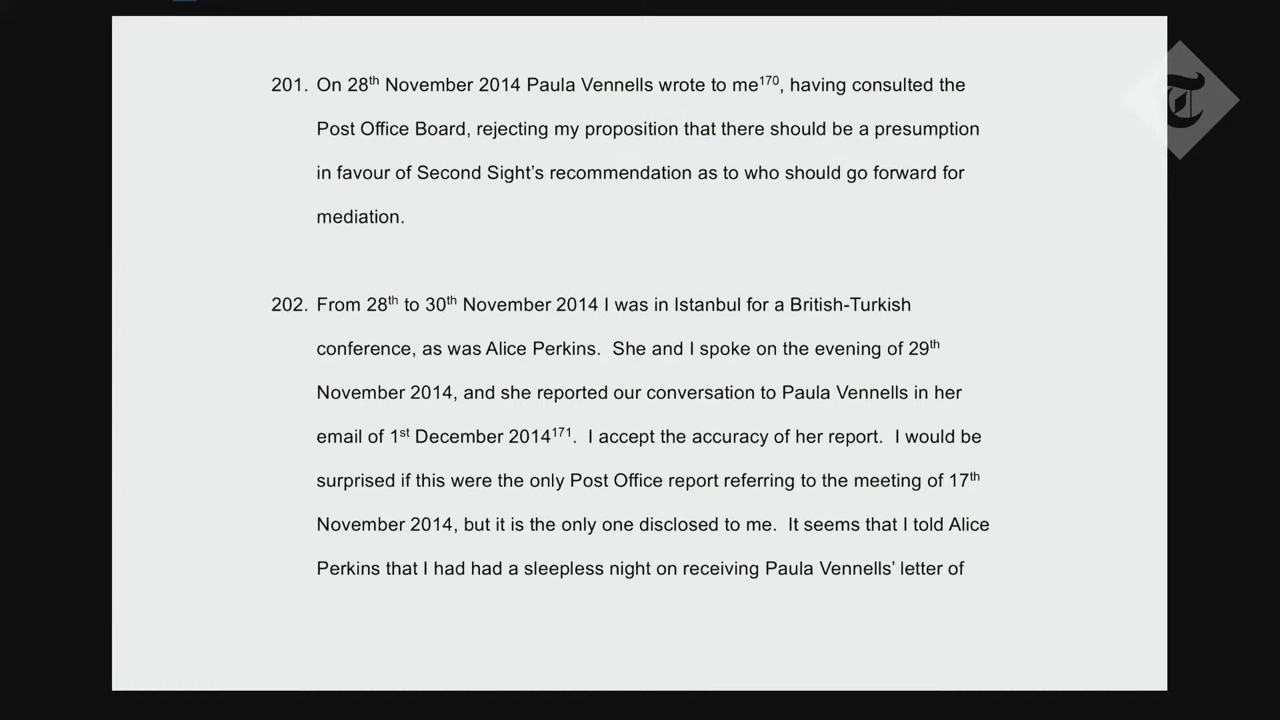 201. On 28th November 2014 Paula Vennells wrote to me170, having consulted the
Post Office Board, rejecting my proposition that there should be a presumption
in favour of Second Sight's recommendation as to who should go forward for
mediation.
202. From 28th to 30th November 2014 I was in Istanbul for a British-Turkish
conference, as was Alice Perkins. She and I spoke on the evening of 29th
November 2014, and she reported our conversation to Paula Vennells in her
email of 1st December 2014171. I accept the accuracy of her report. I would be
surprised if this were the only Post Office report referring to the meeting of 17th
November 2014, but it is the only one disclosed to me. It seems that I told Alice
Perkins that I had had a sleepless night on receiving Paula Vennells' letter of
T